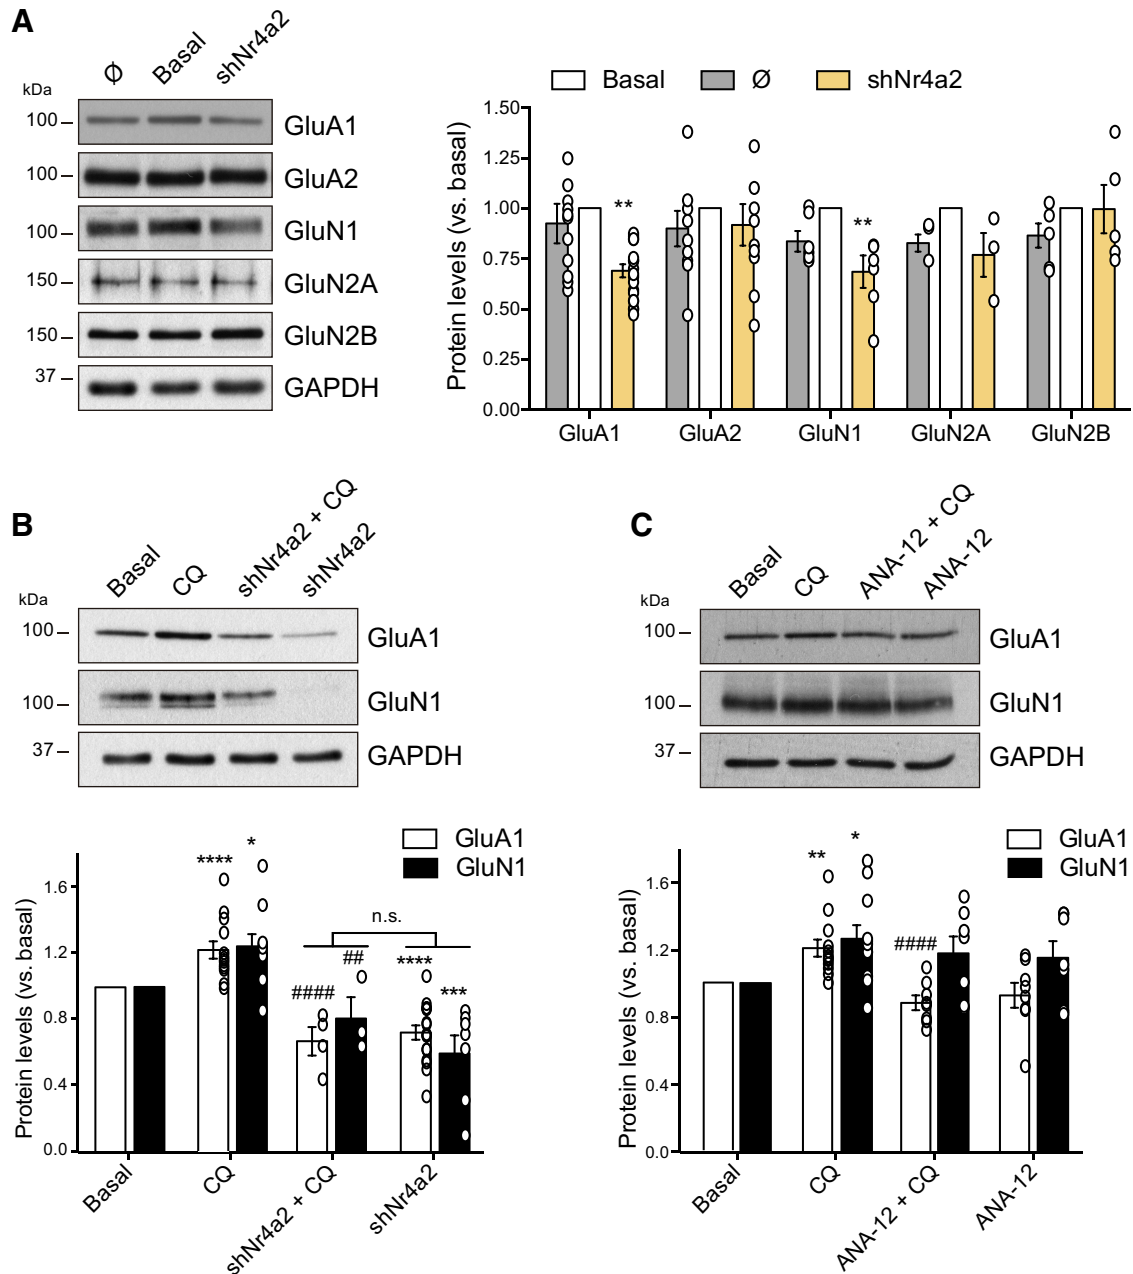 A
Ø Basal shNr4a2
kDa
100 GluA1
100 GluA2
100 GluN1
150 GluN2A
150 GluN2B
37 GAPDH
Basal Ø shNr4a2
Protein levels (vs. basal)
1.50
1.25
1.00
0.75
0.50
0.25
0.00
** **
GluA1 GluA2 GluN1 GluN2A GluN2B
B
Basal CQ shNr4a2 + CQ shNr4a2
kDa
100 GluA1
100 GluN1
37 GAPDH
GluA1
GluN1
Protein levels (vs. basal)
1.6
1.2
0.8
0.4
0.0
**** *
n.s.
#### ##
**** ***
Basal CQ shNr4a2 + CQ shNr4a2
C
Basal CQ ANA-12 + CQ ANA-12
kDa
100 GluA1
100 GluN1
37 GAPDH
GluA1
GluN1
Protein levels (vs. basal)
1.6
1.2
0.8
0.4
0.0
** *
####
Basal CQ ANA-12 + CQ ANA-12